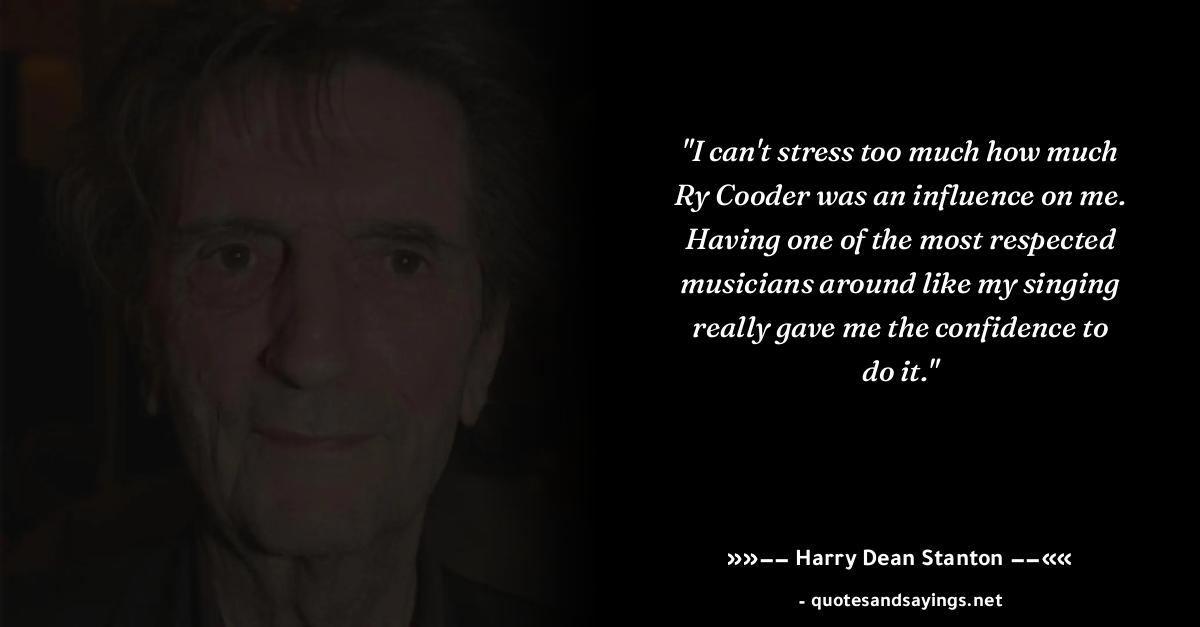 "I can't stress too much how much
Ry Cooder was an influence on me.
Having one of the most respected
musicians around like my singing
really gave me the confidence to
do it."
»»−− Harry Dean Stanton −−««
- quotesandsayings.net